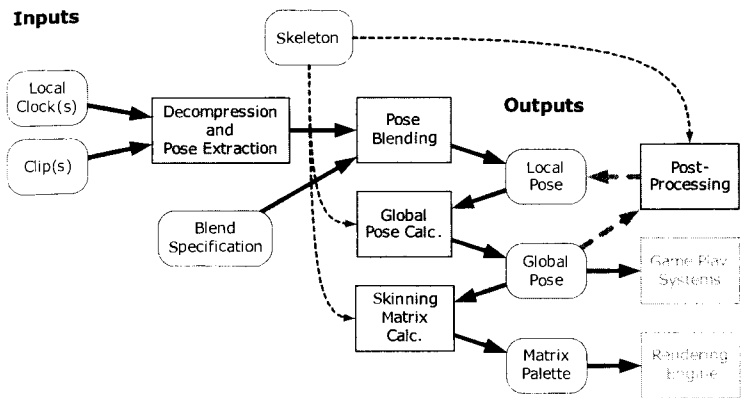 Inputs
Skeleton
Local
Clock(s)
Clip(s)
Decompression
and
Pose Extraction
Pose
Blending
Outputs
Local
Pose
Post-
Processing
Blend
Specification
Global
Pose Calc.
Global
Pose
Game Play
Systems
Skinning
Matrix
Calc.
Matrix
Palette
Rendering
Engine